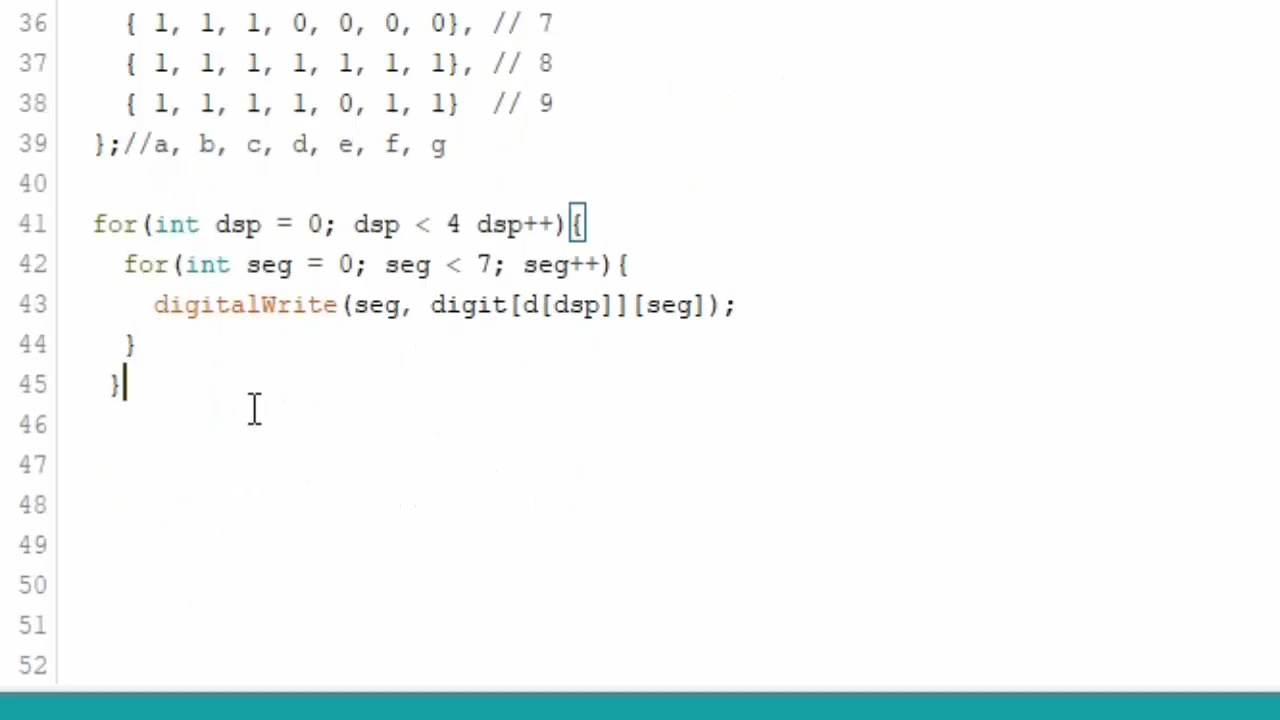 36 { 1, 1, 1, 0, 0, 0, 0}, // 7
37 { 1, 1, 1, 1, 1, 1, 1}, // 8
38 { 1, 1, 1, 1, 0, 1, 1} // 9
39 };//a, b, c, d, e, f, g
40
41 for(int dsp = 0; dsp < 4 dsp++){
42 for(int seg = 0; seg < 7; seg++){
43 digitalWrite(seg, digit[d[dsp]][seg]);
44 }
45 }
46
47
48
49
50
51
52